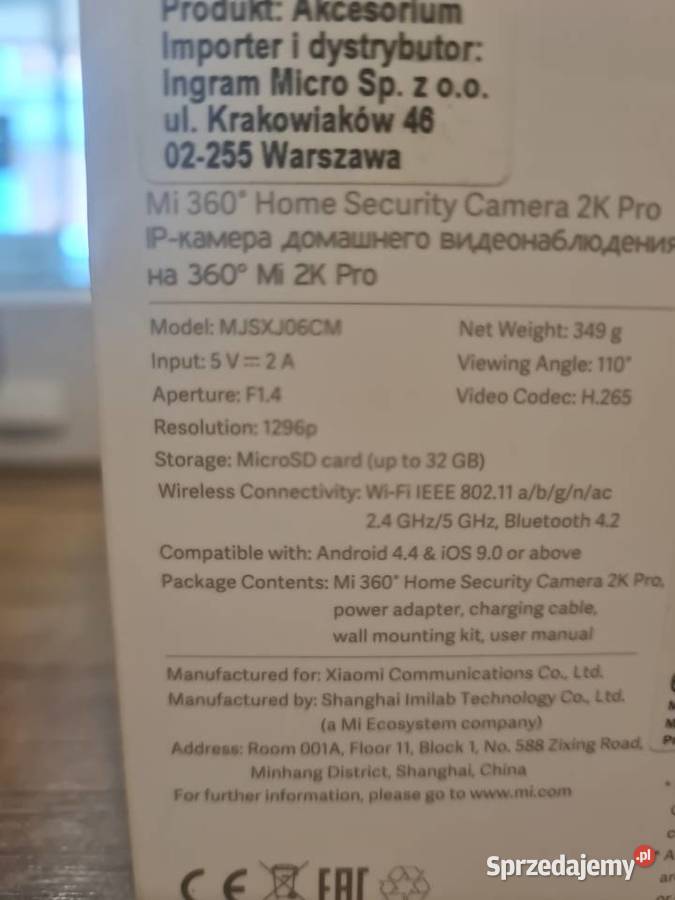 Produkt: Akcesorium
Importer i dystrybutor:
Ingram Micro Sp. z o.o.
ul. Krakowiaków 46
02-255 Warszawa
Mi 360° Home Security Camera 2K Pro
IP-камера домашнего видеонаблюдения
на 360° Mi 2K Pro
Model: MJSXJ06CM
Net Weight: 349 g
Input: 5 V⎓2 A
Viewing Angle: 110°
Aperture: F1.4
Video Codec: H.265
Resolution: 1296p
Storage: MicroSD card (up to 32 GB)
Wireless Connectivity: Wi-Fi IEEE 802.11 a/b/g/n/ac
2.4 GHz/5 GHz, Bluetooth 4.2
Compatible with: Android 4.4 & iOS 9.0 or above
Package Contents: Mi 360° Home Security Camera 2K Pro,
power adapter, charging cable,
wall mounting kit, user manual
Manufactured for: Xiaomi Communications Co., Ltd.
Manufactured by: Shanghai Imilab Technology Co., Ltd.
(a Mi Ecosystem company)
Address: Room 001A, Floor 11, Block 1, No. 588 Zixing Road,
Minhang District, Shanghai, China
For further information, please go to www.mi.com
CE EAC
Sprzedajemy.pl